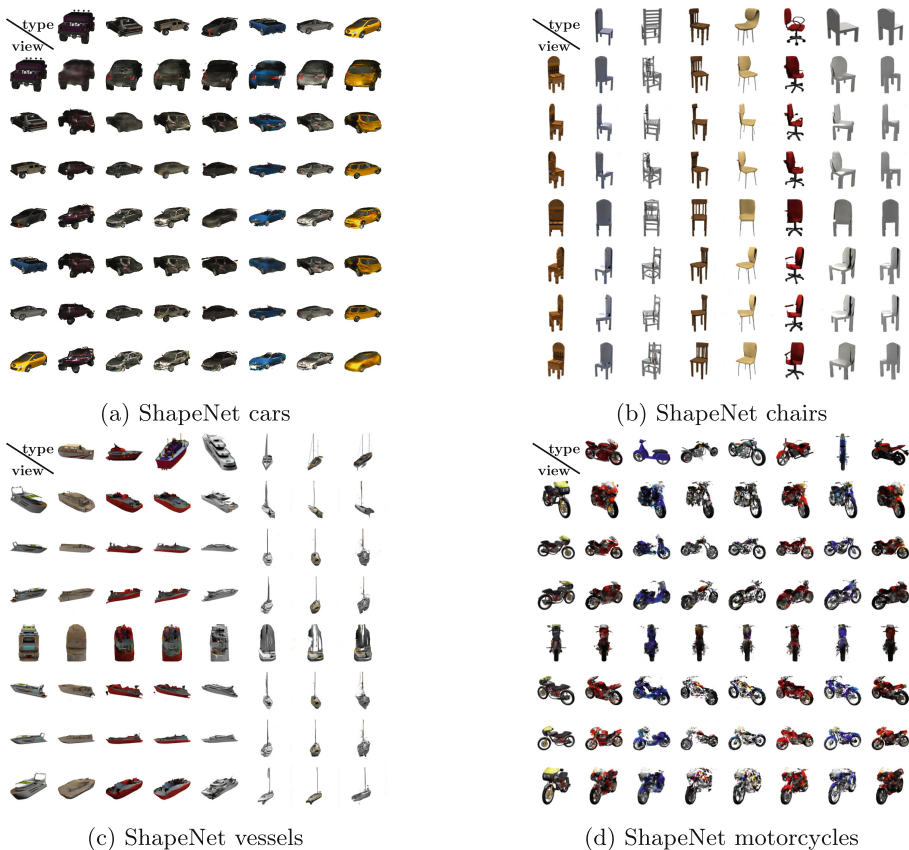 type
view
type
view
(a) ShapeNet cars
(b) ShapeNet chairs
type
view
type
view
(c) ShapeNet vessels
(d) ShapeNet motorcycles